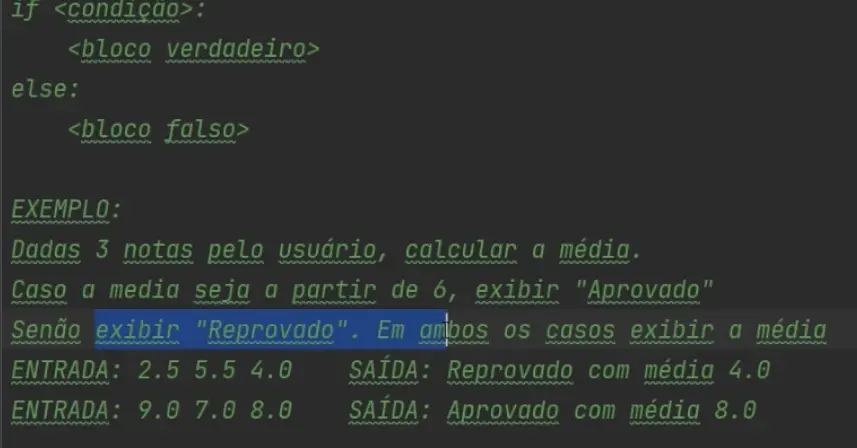 if <condição>:
<bloco verdadeiro>
else:
<bloco falso>
EXEMPLO:
Dadas 3 notas pelo usuário, calcular a média.
Caso a media seja a partir de 6, exibir "Aprovado"
Senão exibir "Reprovado". Em ambos os casos exibir a média
ENTRADA: 2.5 5.5 4.0 SAÍDA: Reprovado com média 4.0
ENTRADA: 9.0 7.0 8.0 SAÍDA: Aprovado com média 8.0